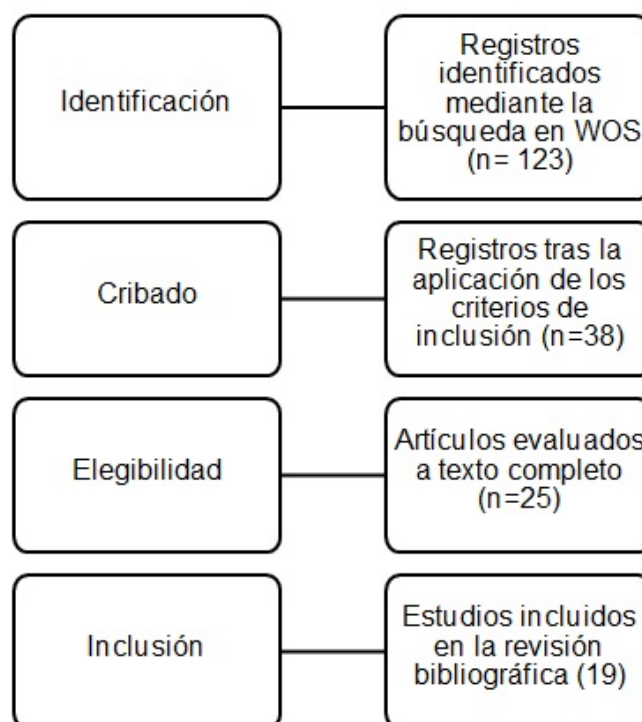 Identificación
Registros
identificados
mediante la
búsqueda en WOS
(n= 123)
Cribado
Registros tras la
aplicación de los
criterios de
inclusión (n=38)
Elegibilidad
Artículos evaluados
a texto completo
(n=25)
Inclusión
Estudios incluidos
en la revisión
bibliográfica (19)